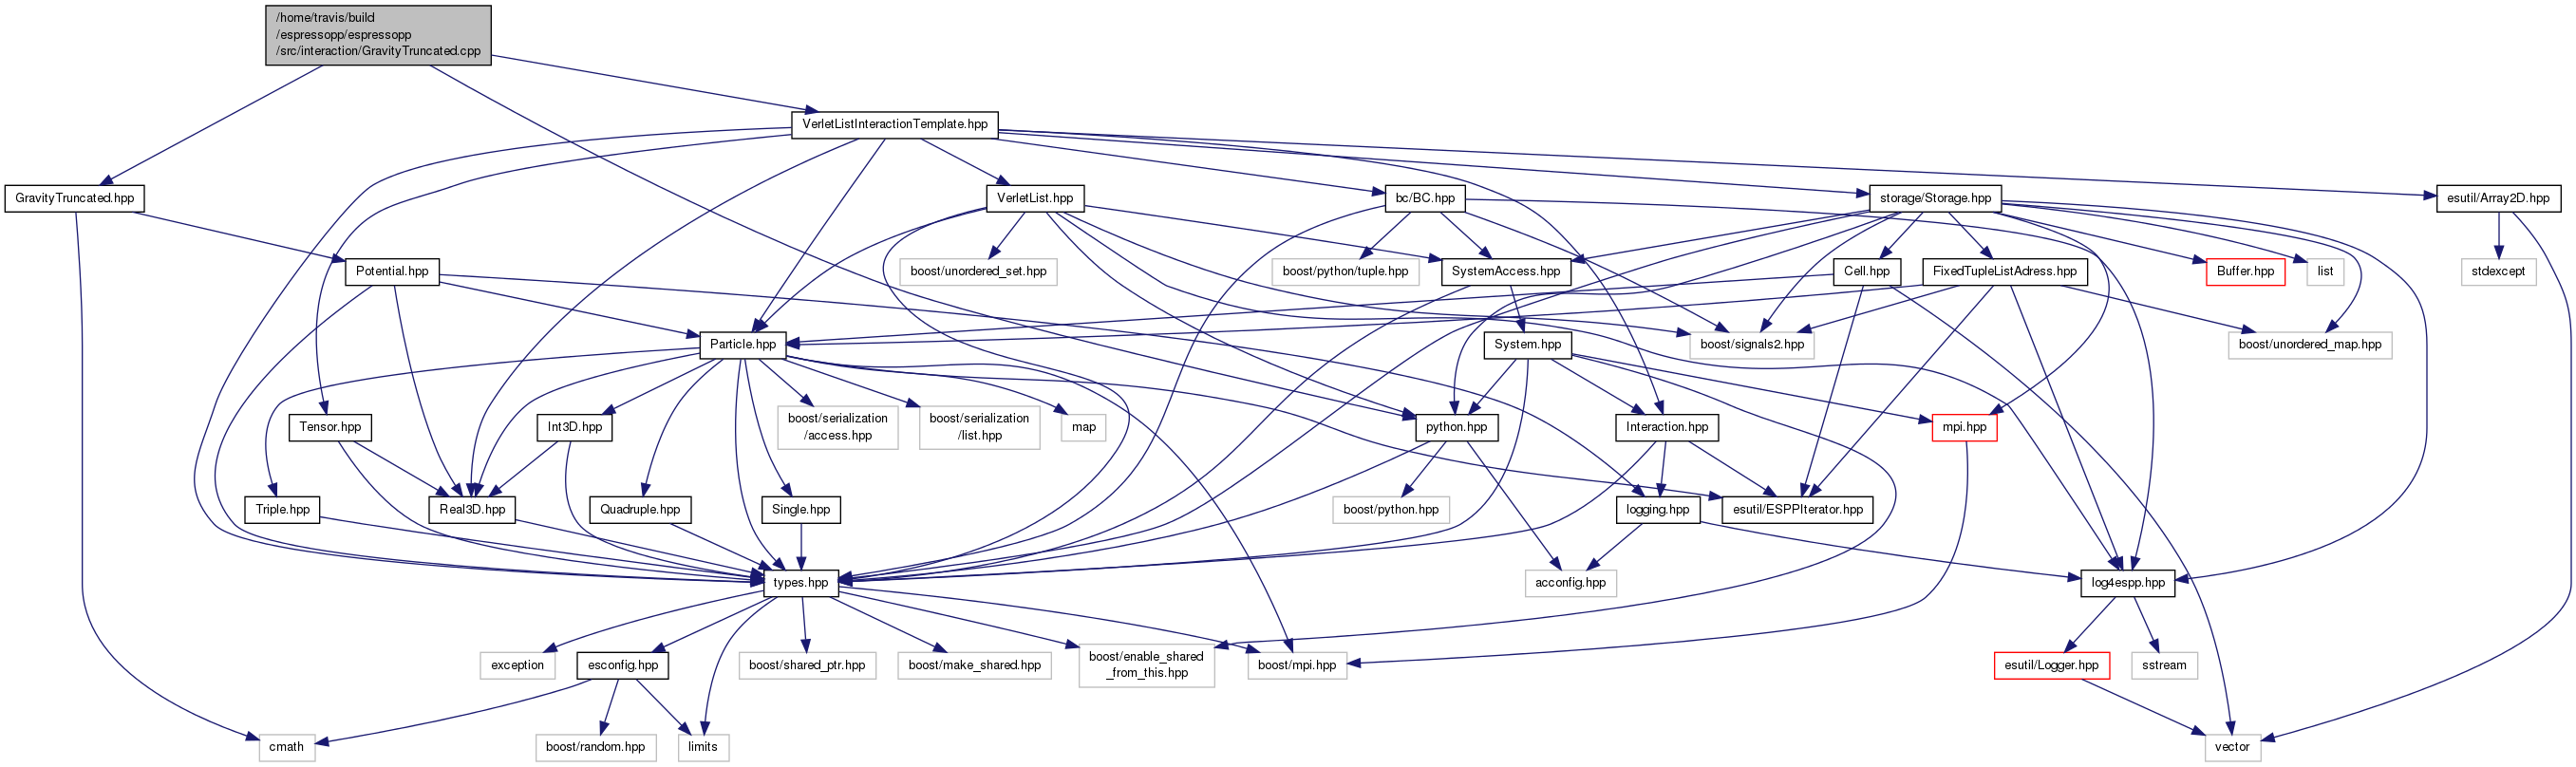 /home/travis/build
/espressopp/espressopp
/src/interaction/GravityTruncated.cpp
VerletListInteractionTemplate.hpp
GravityTruncated.hpp
VerletList.hpp
bc/BC.hpp
storage/Storage.hpp
esutil/Array2D.hpp
Potential.hpp
boost/unordered_set.hpp
boost/python/tuple.hpp
SystemAccess.hpp
Cell.hpp
FixedTupleListAdress.hpp
Buffer.hpp
list
stdexcept
Particle.hpp
System.hpp
boost/signals2.hpp
boost/unordered_map.hpp
Tensor.hpp
Int3D.hpp
boost/serialization
/access.hpp
boost/serialization
/list.hpp
map
python.hpp
Interaction.hpp
mpi.hpp
Triple.hpp
Real3D.hpp
Quadruple.hpp
Single.hpp
boost/python.hpp
logging.hpp
esutil/ESPPIterator.hpp
types.hpp
acconfig.hpp
log4espp.hpp
exception
esconfig.hpp
boost/shared_ptr.hpp
boost/make_shared.hpp
boost/enable_shared
_from_this.hpp
boost/mpi.hpp
esutil/Logger.hpp
sstream
cmath
boost/random.hpp
limits
vector